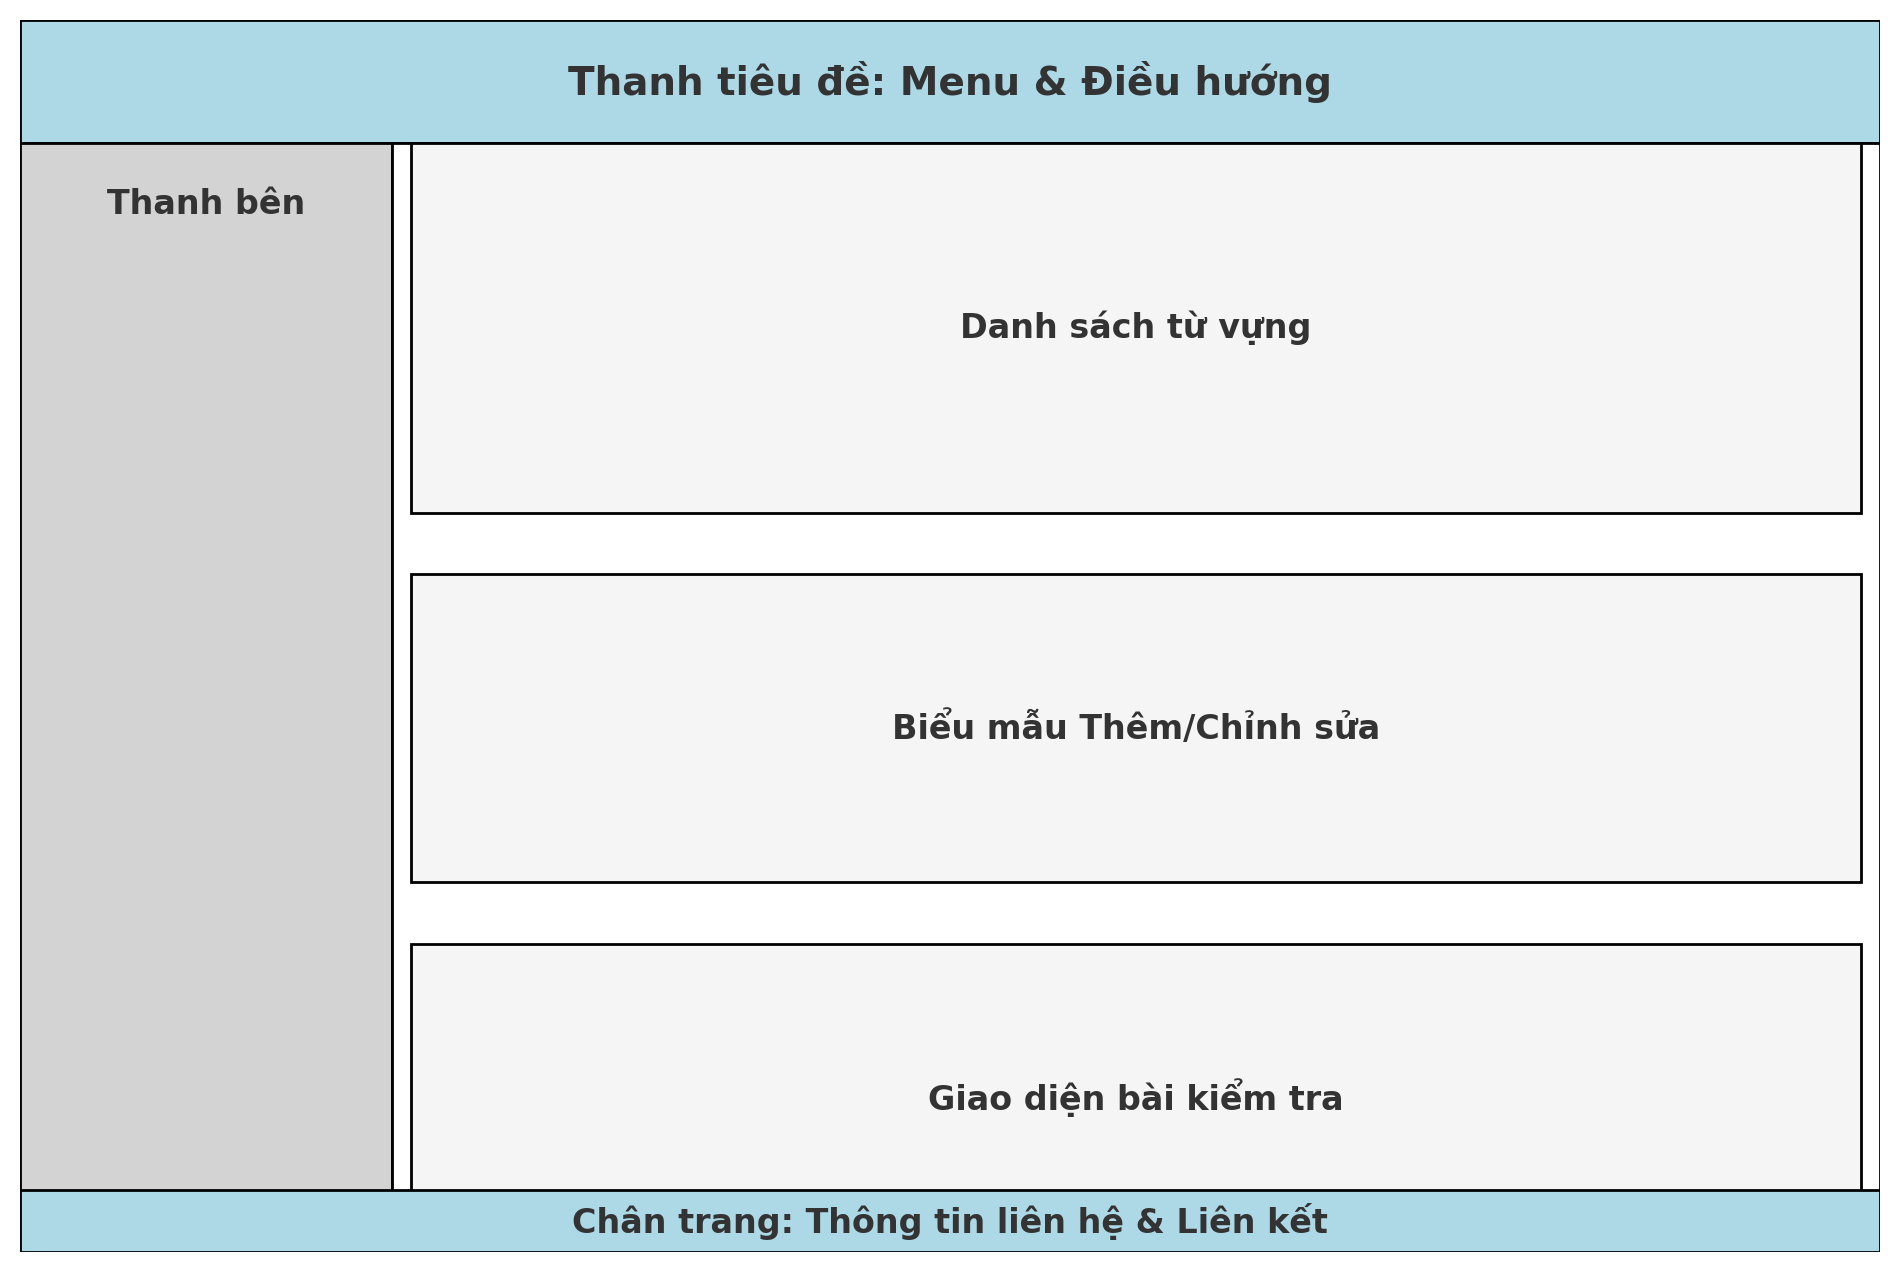 Thanh tiêu đề: Menu & Điều hướng
Thanh bên
Danh sách từ vựng
Biểu mẫu Thêm/Chỉnh sửa
Giao diện bài kiểm tra
Chân trang: Thông tin liên hệ & Liên kết